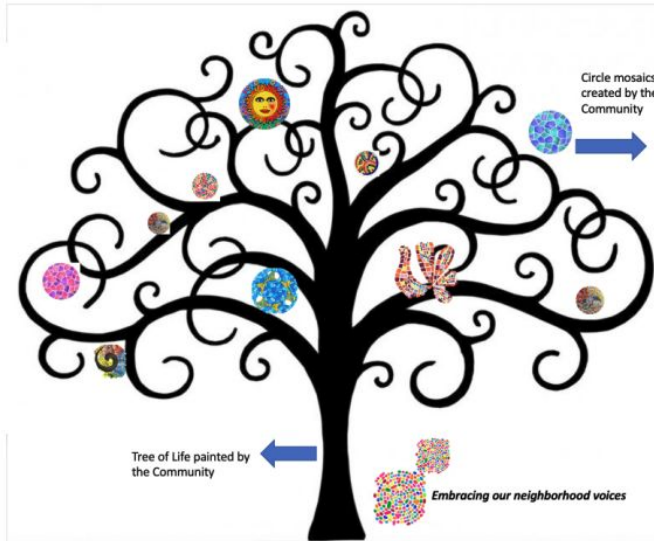 Circle mosaics
created by the
Community
Tree of Life painted by
the Community
Embracing our neighborhood voices